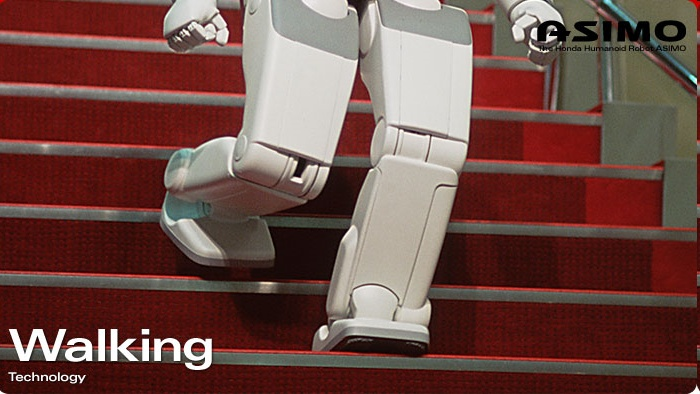 ASIMO
The Honda Humanoid Robot ASIMO
Walking
Technology